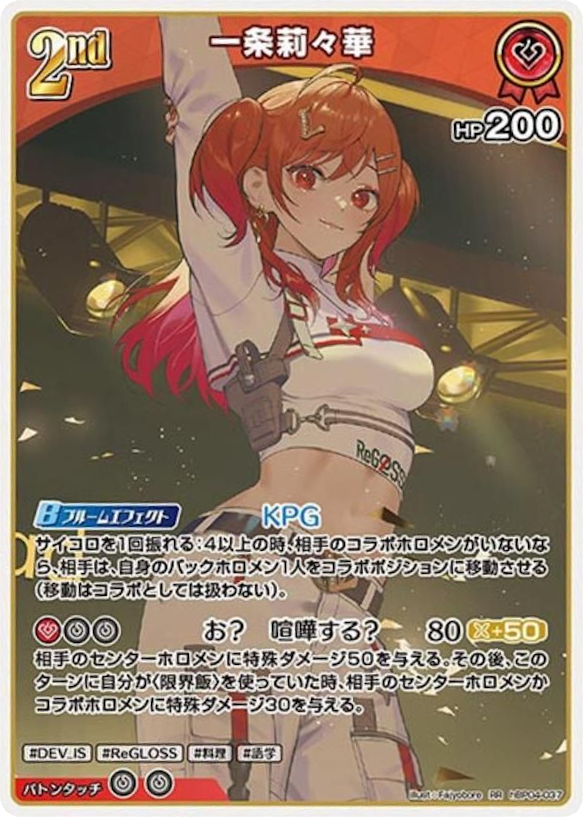 2nd
一条莉々華
HP200
ReGLOSS
Bブルームエフェクト KPG
サイコロを1回振れる：4以上の時、相手のコラボホロメンがいないな
ら、相手は、自身のバックホロメン1人をコラボポジションに移動させる
(移動はコラボとしては扱わない)。
お？ 喧嘩する？ 80 +50
相手のセンターホロメンに特殊ダメージ50を与える。その後、この
ターンに自分が〈限界飯〉を使っていた時、相手のセンターホロメンか
コラボホロメンに特殊ダメージ30を与える。
#DEV_IS #ReGLOSS #料理 #語学
バトンタッチ
illust：Fajyobore RR hBP04-037